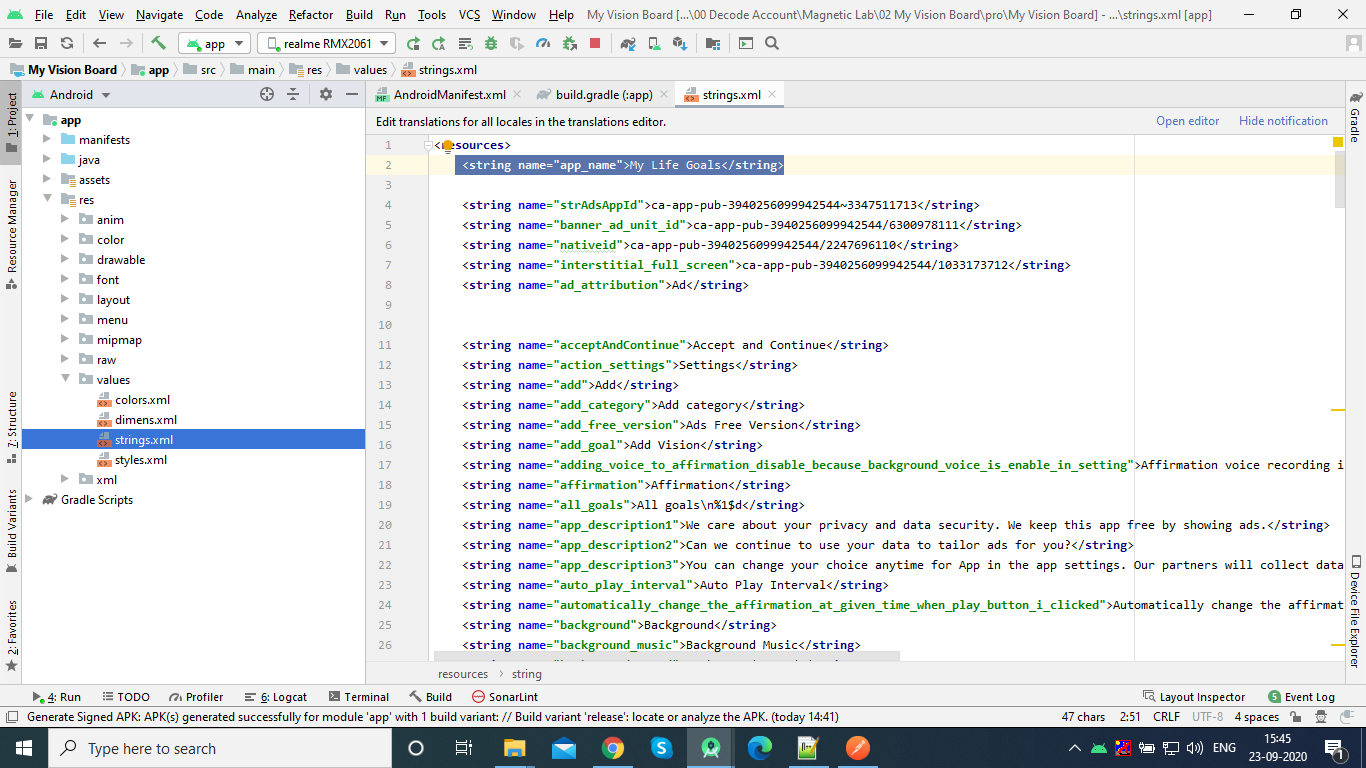 File Edit View Navigate Code Analyze Refactor Build Run Tools VCS Window Help My Vision Board [...\00 Decode Account\Magnetic Lab\02 My Vision Board\pro\My Vision Board] - ...\strings.xml [app]
app realme RMX2061
My Vision Board app src main res values strings.xml
Android
AndroidManifest.xml build.gradle (:app) strings.xml
Edit translations for all locales in the translations editor. Open editor Hide notification
1: Project
Resource Manager
7: Structure
Build Variants
2: Favorites
app
manifests
java
assets
res
anim
color
drawable
font
layout
menu
mipmap
raw
values
colors.xml
dimens.xml
strings.xml
styles.xml
xml
Gradle Scripts
1 <resources>
2 <string name="app_name">My Life Goals</string>
3
4 <string name="strAdsAppId">ca-app-pub-3940256099942544~3347511713</string>
5 <string name="banner_ad_unit_id">ca-app-pub-3940256099942544/6300978111</string>
6 <string name="nativeid">ca-app-pub-3940256099942544/2247696110</string>
7 <string name="interstitial_full_screen">ca-app-pub-3940256099942544/1033173712</string>
8 <string name="ad_attribution">Ad</string>
9
10
11 <string name="acceptAndContinue">Accept and Continue</string>
12 <string name="action_settings">Settings</string>
13 <string name="add">Add</string>
14 <string name="add_category">Add category</string>
15 <string name="add_free_version">Ads Free Version</string>
16 <string name="add_goal">Add Vision</string>
17 <string name="adding_voice_to_affirmation_disable_because_background_voice_is_enable_in_setting">Affirmation voice recording i
18 <string name="affirmation">Affirmation</string>
19 <string name="all_goals">All goals\n%1$d</string>
20 <string name="app_description1">We care about your privacy and data security. We keep this app free by showing ads.</string>
21 <string name="app_description2">Can we continue to use your data to tailor ads for you?</string>
22 <string name="app_description3">You can change your choice anytime for App in the app settings. Our partners will collect data
23 <string name="auto_play_interval">Auto Play Interval</string>
24 <string name="automatically_change_the_affirmation_at_given_time_when_play_button_i_clicked">Automatically change the affirmat
25 <string name="background">Background</string>
26 <string name="background_music">Background Music</string>
resources string
Gradle
Device File Explorer
4: Run TODO Profiler 6: Logcat Terminal Build SonarLint Layout Inspector 5 Event Log
Generate Signed APK: APK(s) generated successfully for module 'app' with 1 build variant: // Build variant 'release': locate or analyze the APK. (today 14:41) 47 chars 2:51 CRLF UTF-8 4 spaces
Type here to search ENG 15:45
23-09-2020 1